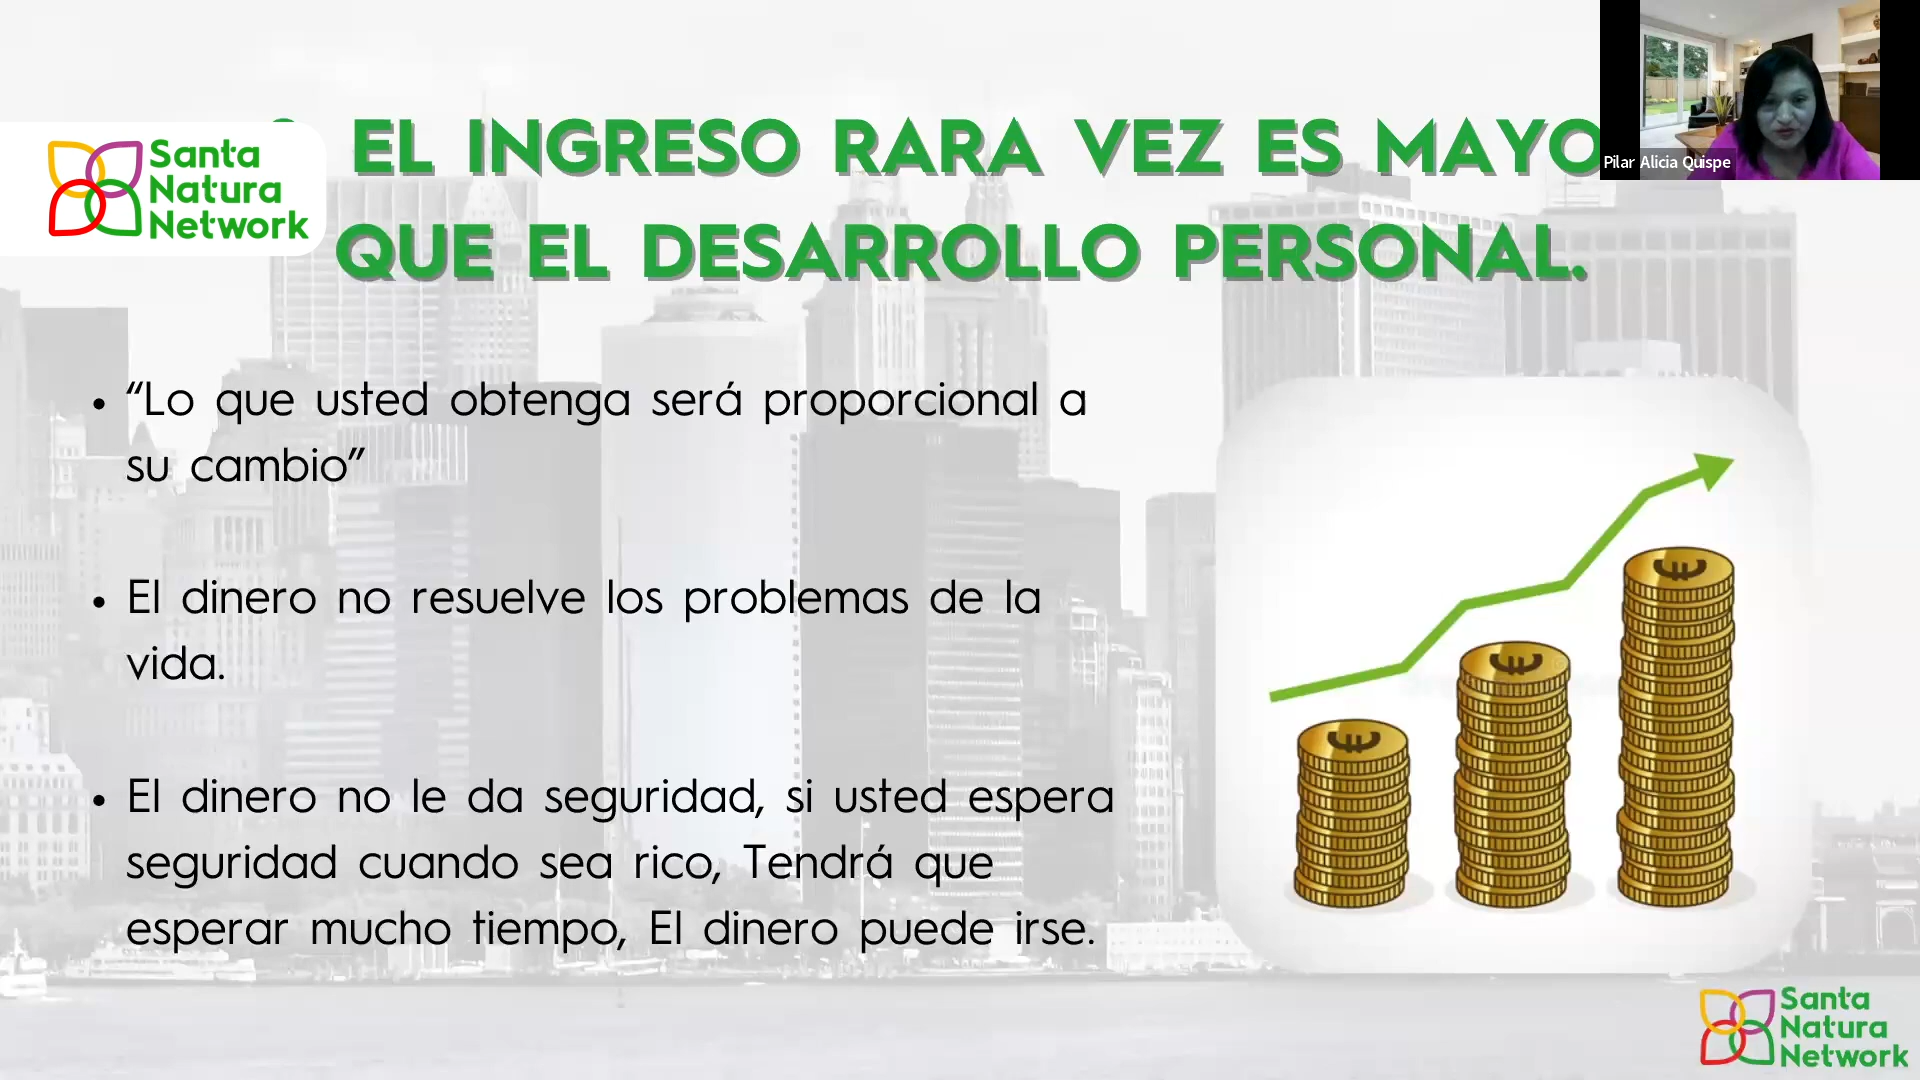 Santa
Natura
Network
EL INGRESO RARA VEZ ES
QUE EL DESARROLLO PERSONAL.
Pilar Alicia Quispe
• “Lo que usted obtenga será proporcional a
su cambio”
• El dinero no resuelve los problemas de la
vida.
• El dinero no le da seguridad, si usted espera
seguridad cuando sea rico, Tendrá que
esperar mucho tiempo, El dinero puede irse.
€
€
€
Santa
Natura
Network